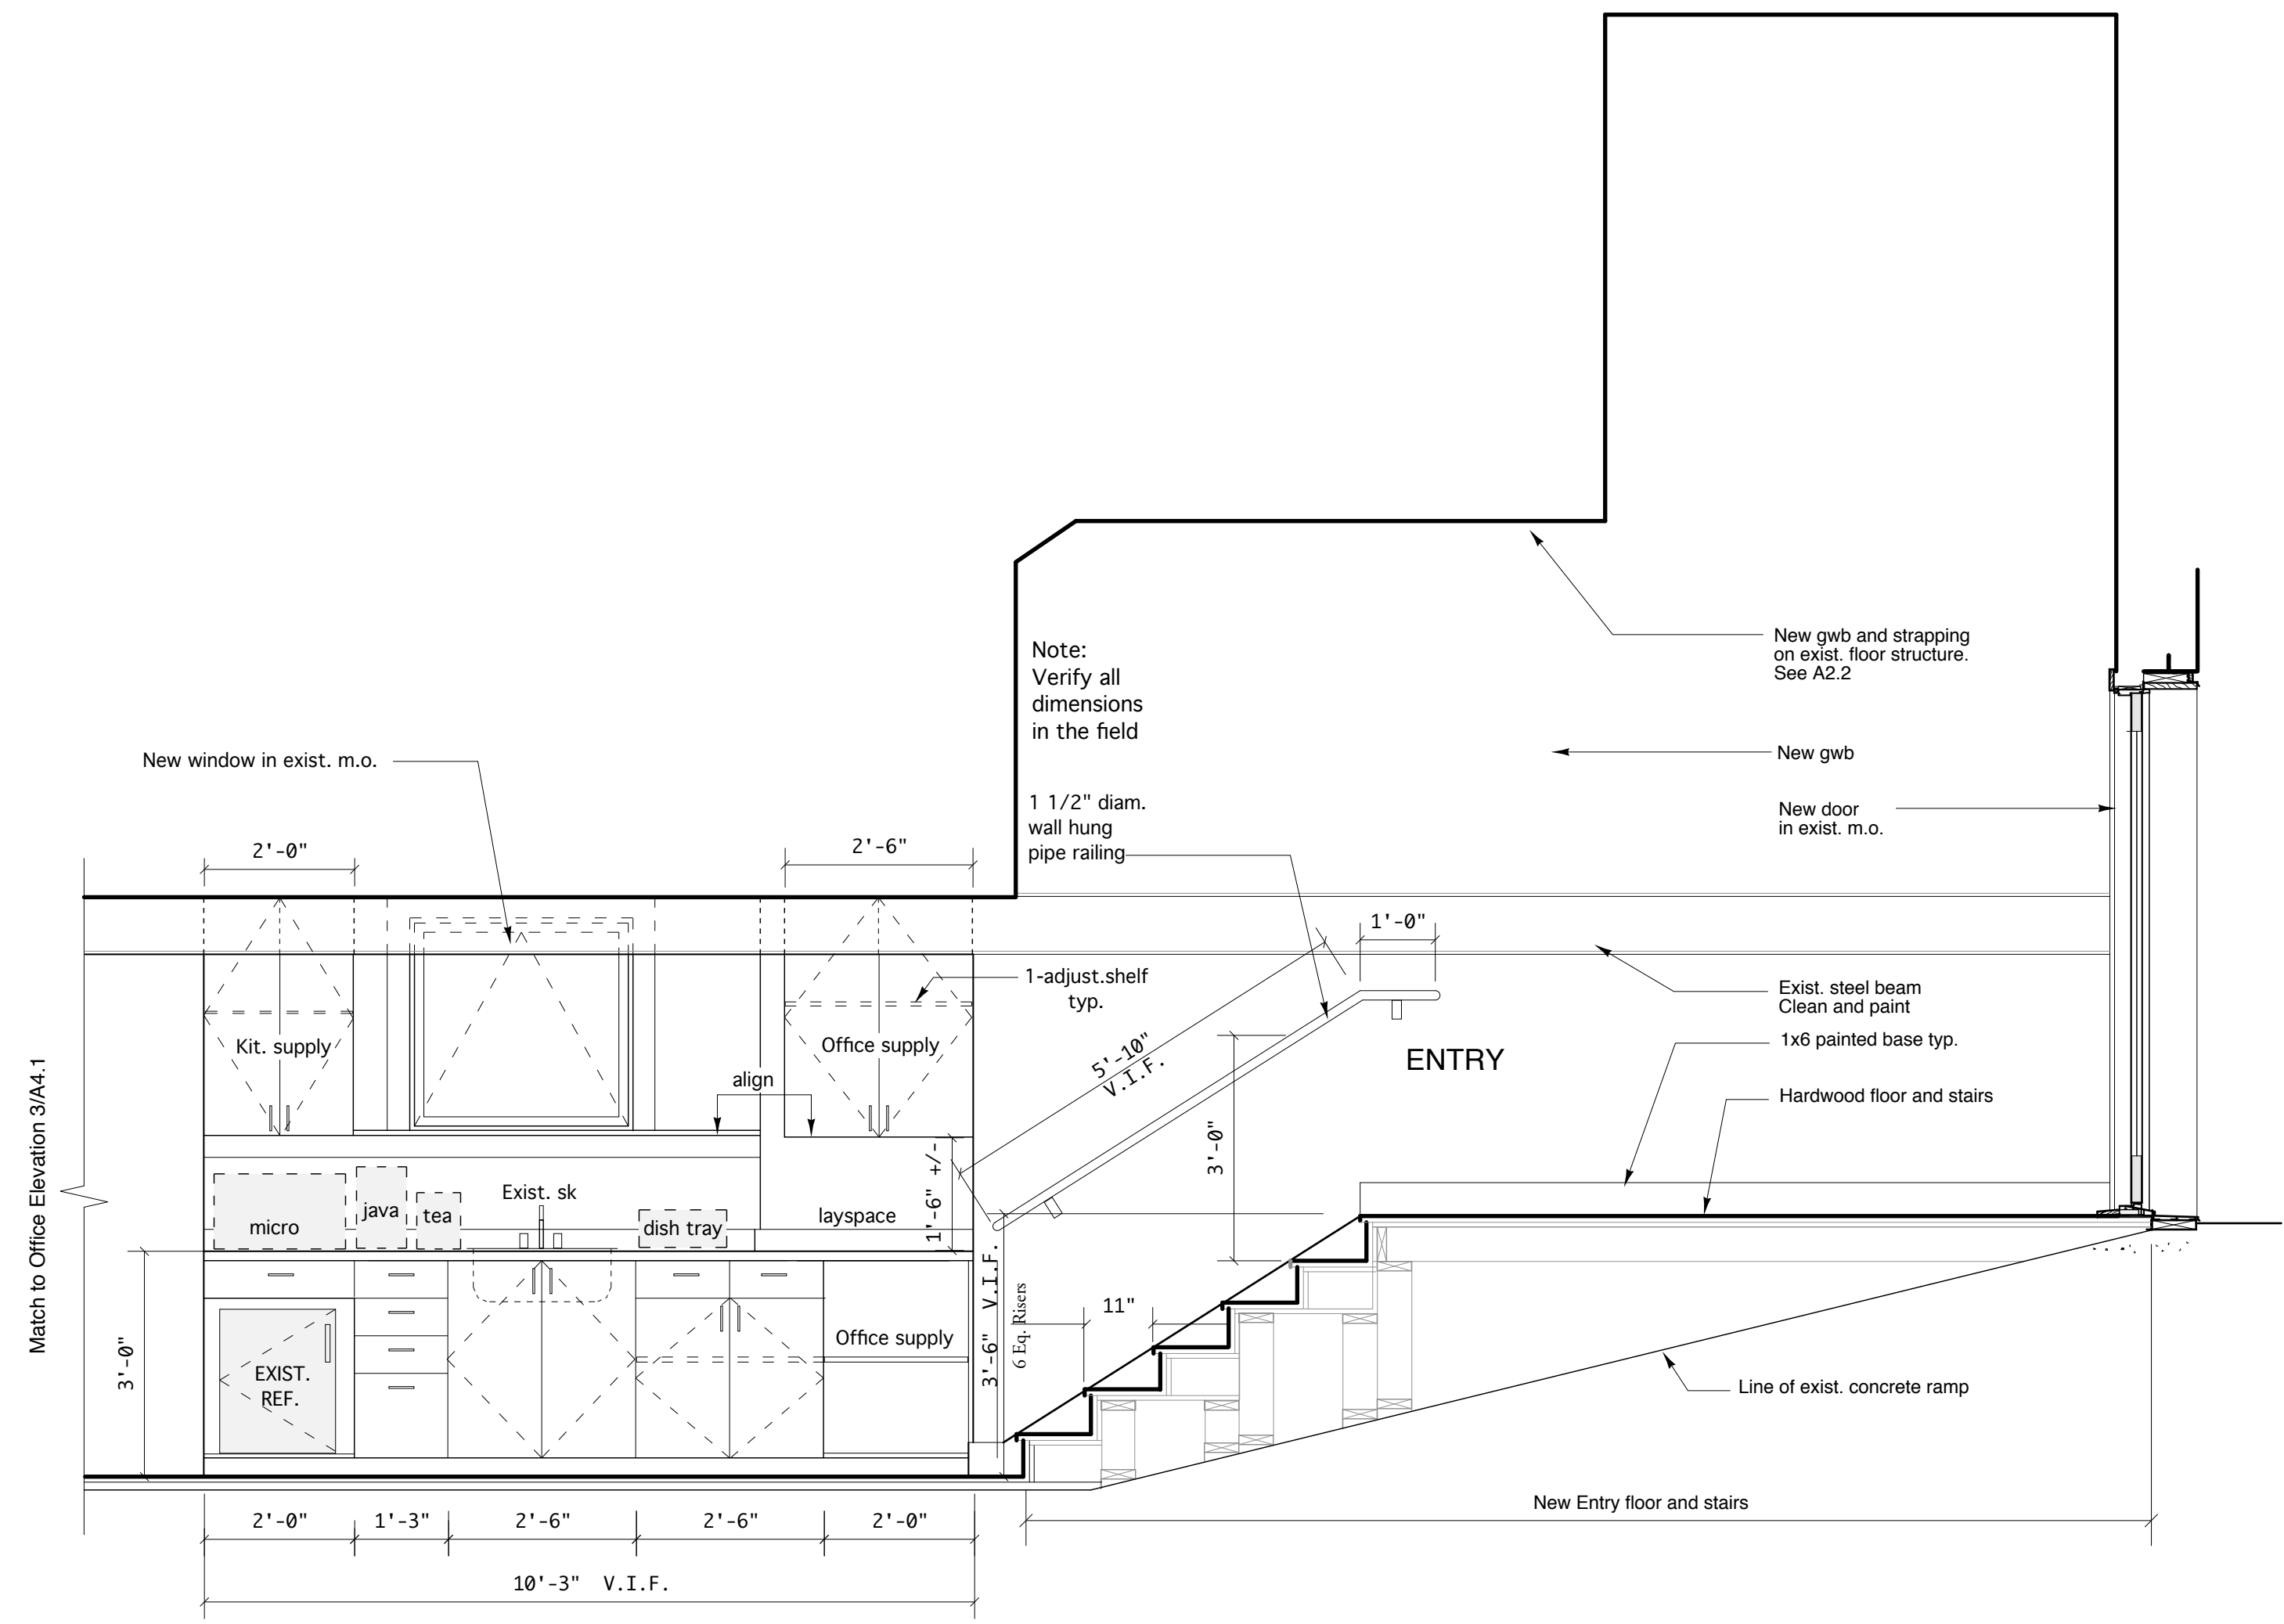 Note:
Verify all
dimensions
in the field
New gwb and strapping
on exist. floor structure.
See A2.2
New gwb
New window in exist. m.o.
1 1/2" diam.
wall hung
pipe railing
New door
in exist. m.o.
2'-0"
2'-6"
1'-0"
1-adjust.shelf
typ.
Exist. steel beam
Clean and paint
Kit. supply
Office supply
5'-10"
V.I.F.
ENTRY
1x6 painted base typ.
align
Hardwood floor and stairs
3'-0"
1'-6" +/-
Match to Office Elevation 3/A4.1
micro
java
tea
Exist. sk
dish tray
layspace
3'-6" V.I.F.
6 Eq. Risers
11"
Office supply
3'-0"
EXIST.
REF.
Line of exist. concrete ramp
New Entry floor and stairs
2'-0"
1'-3"
2'-6"
2'-6"
2'-0"
10'-3" V.I.F.